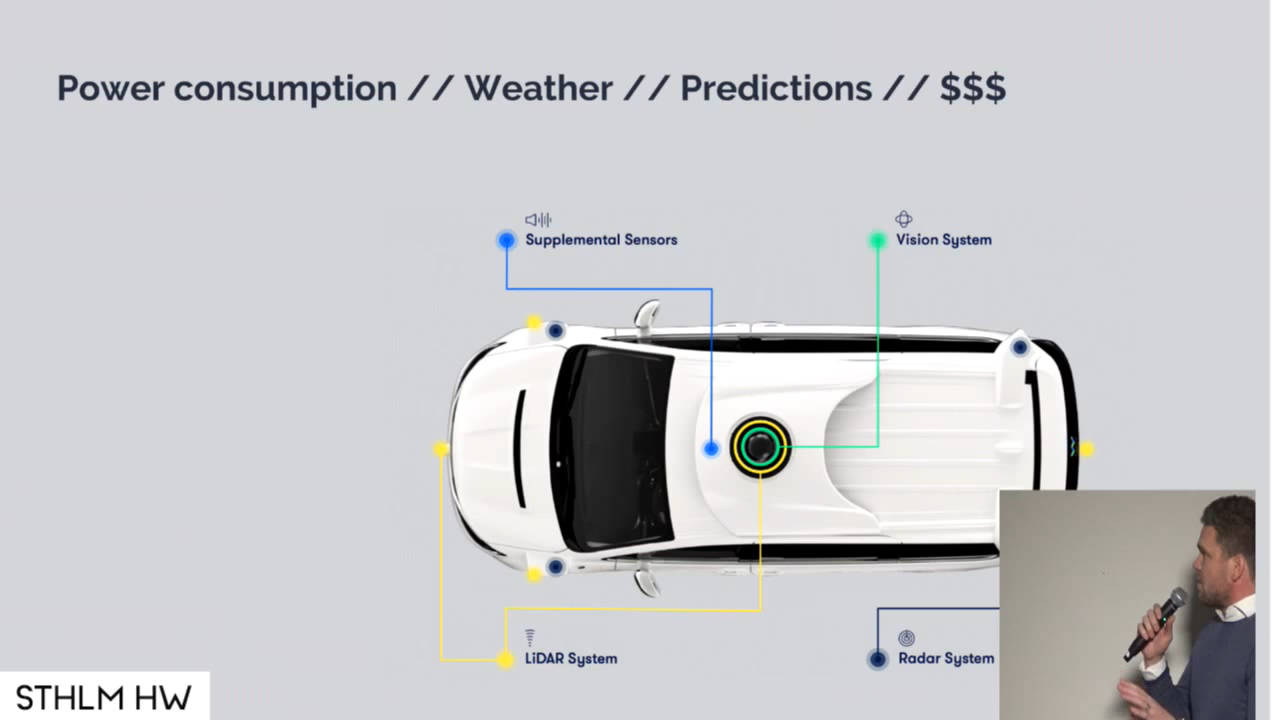 Power consumption // Weather // Predictions // $$$
Supplemental Sensors
Vision System
LiDAR System
Radar System
STHLM HW